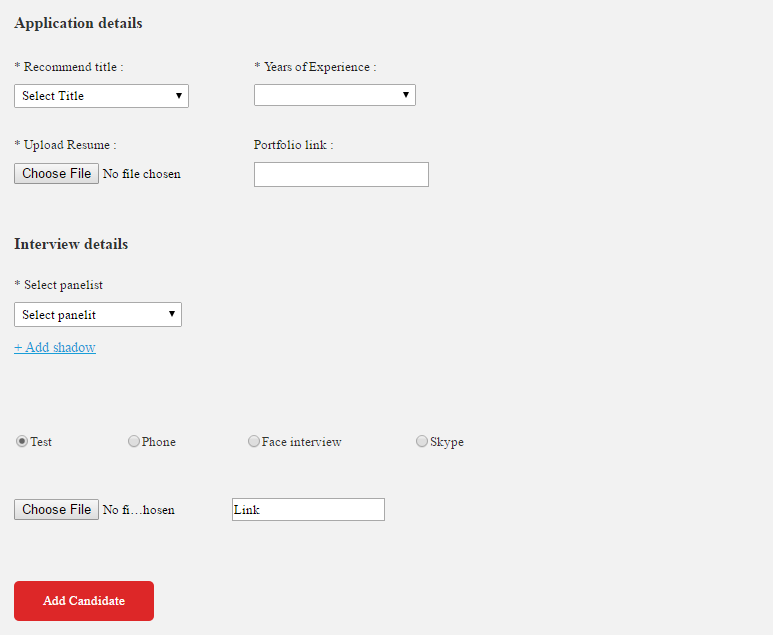 Application details
* Recommend title : * Years of Experience :
Select Title
* Upload Resume : Portfolio link :
Choose File No file chosen
Interview details
* Select panelist
Select panelit
+ Add shadow
Test Phone Face interview Skype
Choose File No fi...hosen Link
Add Candidate